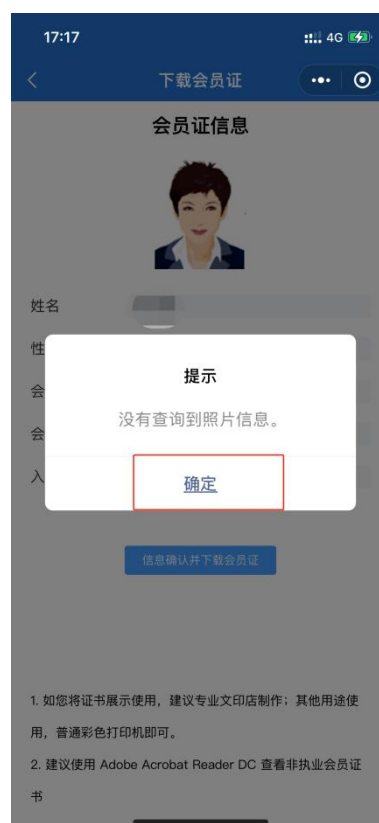 17:17
4G
下载会员证
会员证信息
姓名
性
提示
会
没有查询到照片信息。
会
入
确定
信息确认并下载会员证
1. 如您将证书展示使用，建议专业文印店制作；其他用途使
用，普通彩色打印机即可。
2. 建议使用 Adobe Acrobat Reader DC 查看非执业会员证
书